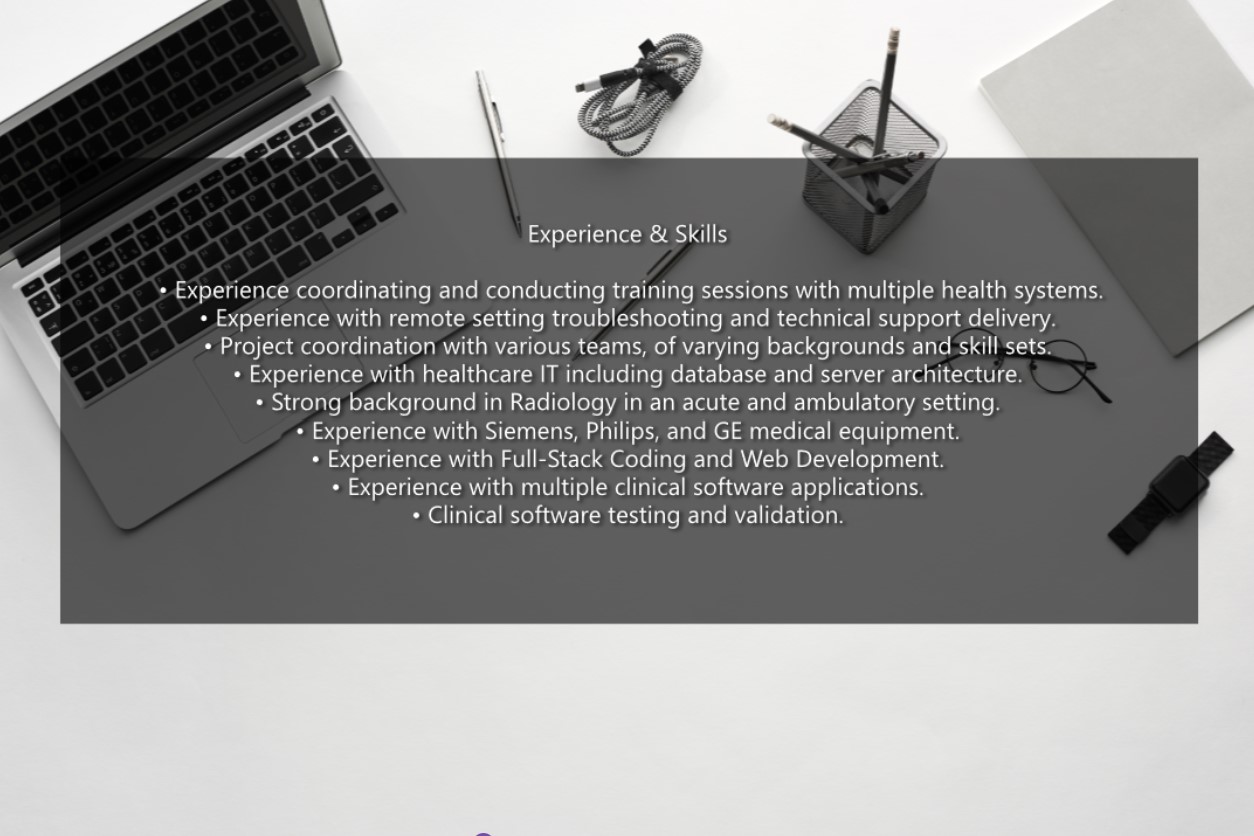 Experience & Skills
• Experience coordinating and conducting training sessions with multiple health systems.
• Experience with remote setting troubleshooting and technical support delivery.
• Project coordination with various teams, of varying backgrounds and skill sets.
• Experience with healthcare IT including database and server architecture.
• Strong background in Radiology in an acute and ambulatory setting.
• Experience with Siemens, Philips, and GE medical equipment.
• Experience with Full-Stack Coding and Web Development.
• Experience with multiple clinical software applications.
• Clinical software testing and validation.